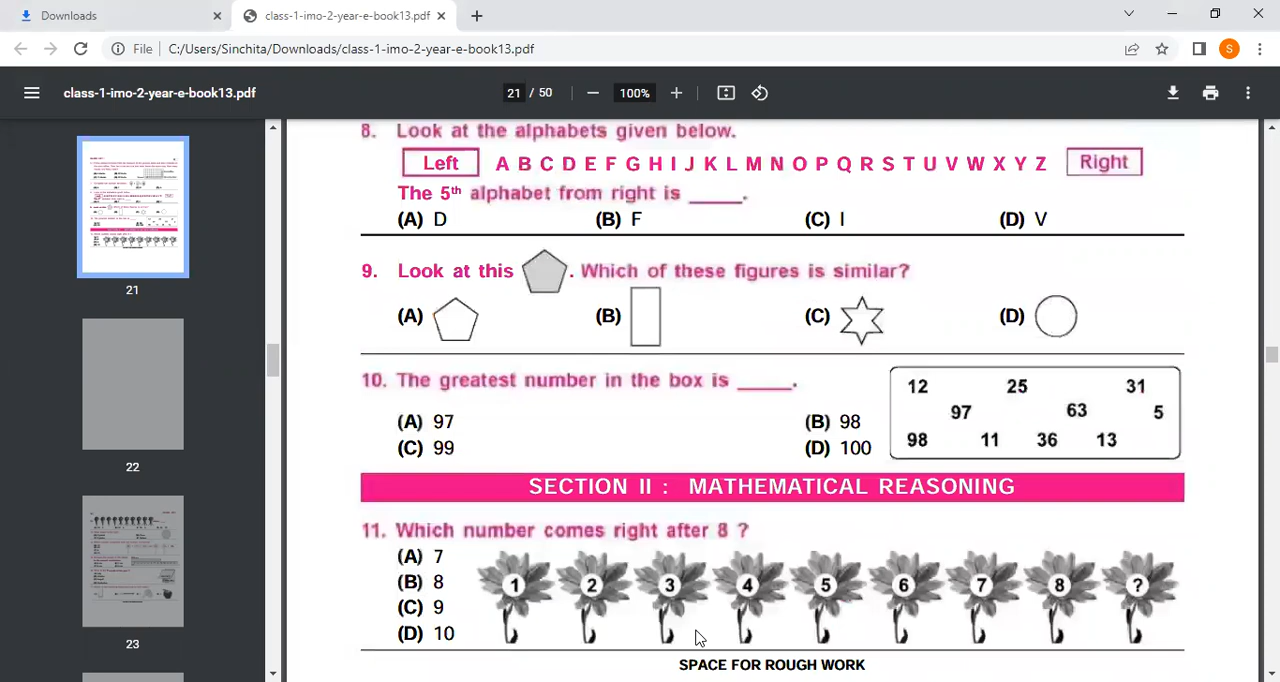 Downloads
class-1-imo-2-year-e-book13.pdf
File C:/Users/Sinchita/Downloads/class-1-imo-2-year-e-book13.pdf
S
class-1-imo-2-year-e-book13.pdf 21 / 50 100%
21
22
23
8. Look at the alphabets given below.
Left A B C D E F G H I J K L M N O P Q R S T U V W X Y Z Right
The 5th alphabet from right is _____.
(A) D (B) F (C) I (D) V
9. Look at this . Which of these figures is similar?
(A) (B) (C) (D)
10. The greatest number in the box is _____.
(A) 97 (B) 98
(C) 99 (D) 100
12 25 31
97 63 5
98 11 36 13
SECTION II : MATHEMATICAL REASONING
11. Which number comes right after 8 ?
(A) 7
(B) 8
(C) 9
(D) 10
1 2 3 4 5 6 7 8 ?
SPACE FOR ROUGH WORK